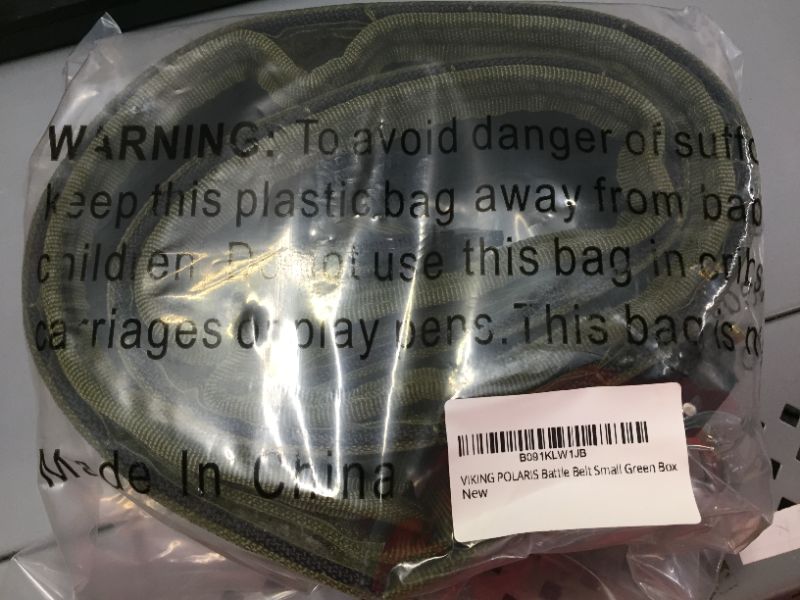 WARNING: To avoid danger of suffo
keep this plastic bag away from bab
children. Do not use this bag in cribs
carriages or play pens. This bag is n
Made In China
B091KLW1JB
VIKING POLARIS Battle Belt Small Green Box
New